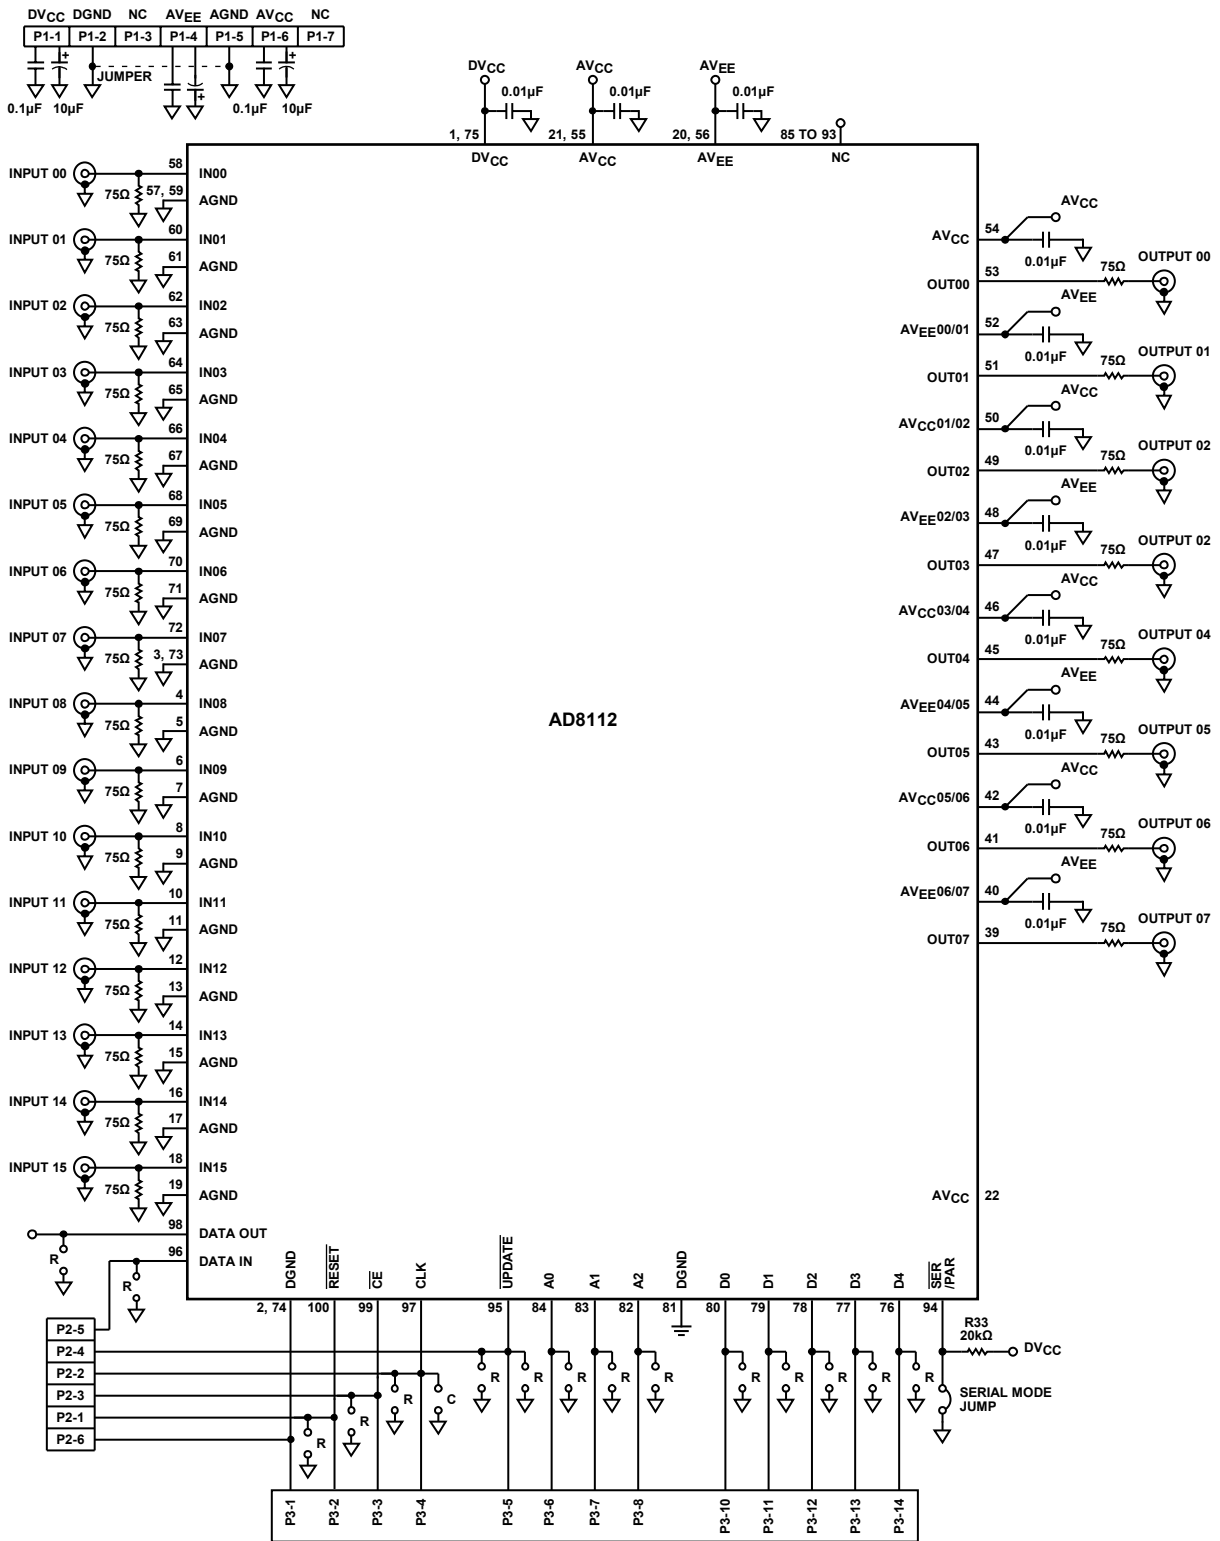 DVCC DGND NC AVEE AGND AVCC NC
P1-1 P1-2 P1-3 P1-4 P1-5 P1-6 P1-7
JUMPER
0.1µF 10µF 0.1µF 10µF
DVCC AVCC AVEE
0.01µF 0.01µF 0.01µF
1, 75 21, 55 20, 56 85 TO 93
DVCC AVCC AVEE NC
INPUT 00 58 IN00
75Ω 57, 59 AGND
INPUT 01 60 IN01
75Ω 61 AGND
INPUT 02 62 IN02
75Ω 63 AGND
INPUT 03 64 IN03
75Ω 65 AGND
INPUT 04 66 IN04
75Ω 67 AGND
INPUT 05 68 IN05
75Ω 69 AGND
INPUT 06 70 IN06
75Ω 71 AGND
INPUT 07 72 IN07
75Ω 3, 73 AGND
INPUT 08 4 IN08
75Ω 5 AGND
INPUT 09 6 IN09
75Ω 7 AGND
INPUT 10 8 IN10
75Ω 9 AGND
INPUT 11 10 IN11
75Ω 11 AGND
INPUT 12 12 IN12
75Ω 13 AGND
INPUT 13 14 IN13
75Ω 15 AGND
INPUT 14 16 IN14
75Ω 17 AGND
INPUT 15 18 IN15
75Ω 19 AGND
98 DATA OUT
R
96 DATA IN
R
AD8112
AVCC
AVCC 54
0.01µF
OUT00 53 75Ω OUTPUT 00
AVEE
AVEE00/01 52
0.01µF
OUT01 51 75Ω OUTPUT 01
AVCC
AVCC01/02 50
0.01µF
OUT02 49 75Ω OUTPUT 02
AVEE
AVEE02/03 48
0.01µF
OUT03 47 75Ω OUTPUT 02
AVCC
AVCC03/04 46
0.01µF
OUT04 45 75Ω OUTPUT 04
AVEE
AVEE04/05 44
0.01µF
OUT05 43 75Ω OUTPUT 05
AVCC
AVCC05/06 42
0.01µF
OUT06 41 75Ω OUTPUT 06
AVEE
AVEE06/07 40
0.01µF
OUT07 39 75Ω OUTPUT 07
AVCC 22
DGND RESET CE CLK UPDATE A0 A1 A2 DGND D0 D1 D2 D3 D4 SER /PAR
2, 74 100 99 97 95 84 83 82 81 80 79 78 77 76 94
R33
20kΩ DVCC
P2-5
P2-4
P2-2
P2-3
P2-1
P2-6
R R R C R R R R R R R R R R
SERIAL MODE
JUMP
P3-1 P3-2 P3-3 P3-4 P3-5 P3-6 P3-7 P3-8 P3-10 P3-11 P3-12 P3-13 P3-14